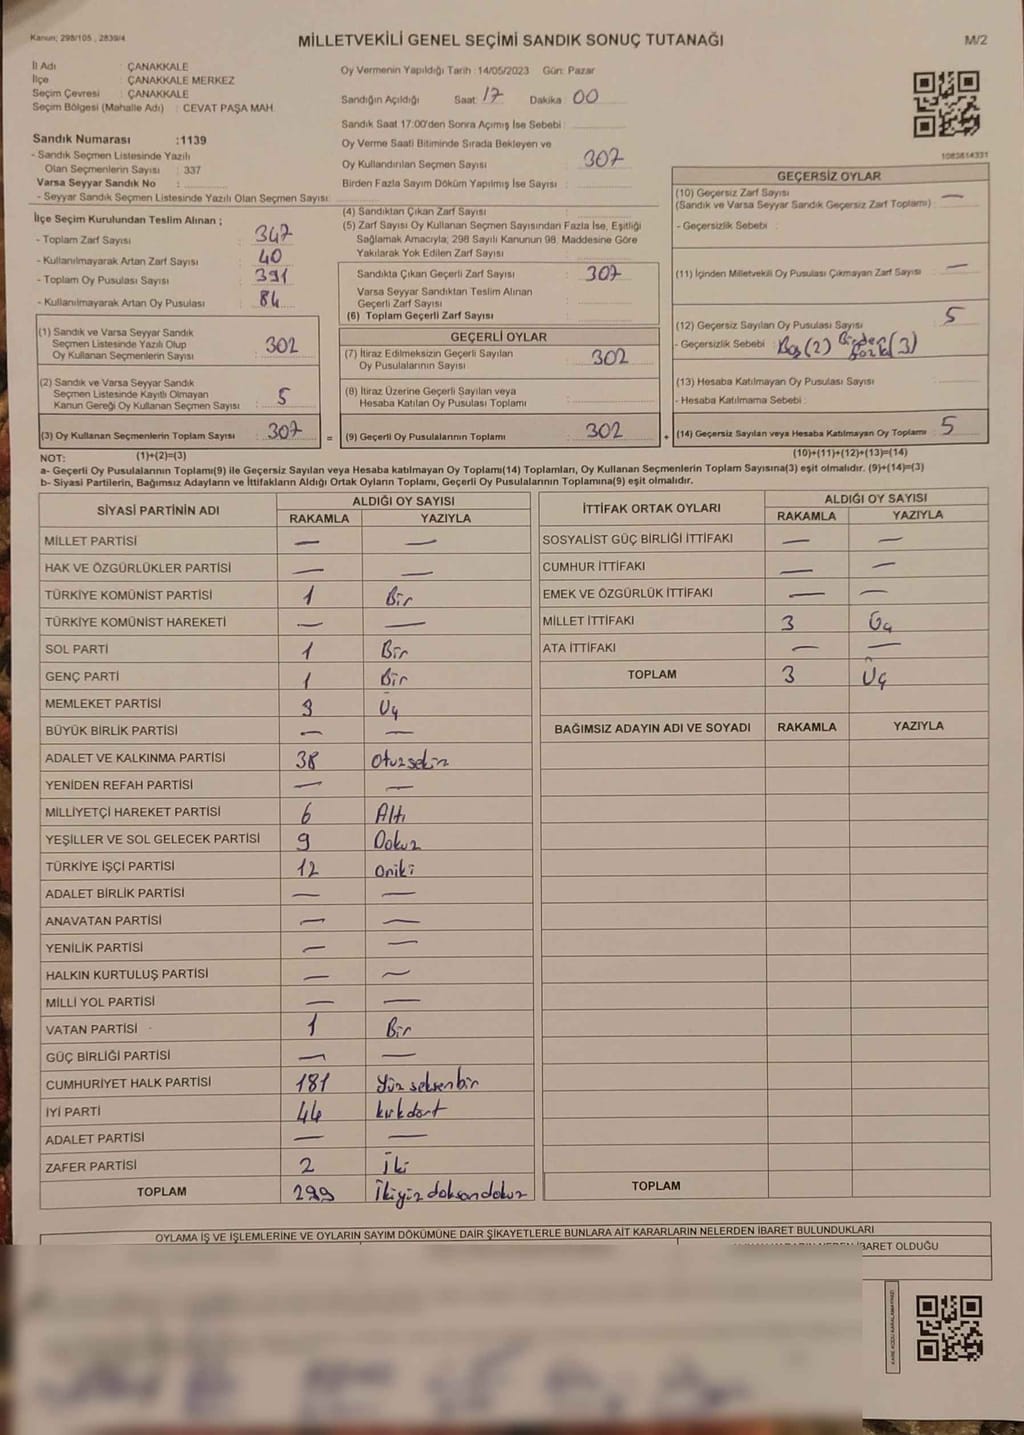 Kanun; 298/105 , 2839/4
MİLLETVEKİLİ GENEL SEÇİMİ SANDIK SONUÇ TUTANAĞI
M/2
İl Adı : ÇANAKKALE
İlçe : ÇANAKKALE MERKEZ
Seçim Çevresi : ÇANAKKALE
Seçim Bölgesi (Mahalle Adı) : CEVAT PAŞA MAH.
Oy Vermenin Yapıldığı Tarih : 14/05/2023 Gün: Pazar
Sandığın Açıldığı Saat: 17 Dakika: 00
Sandık Saat 17:00'den Sonra Açımış İse Sebebi :
Oy Verme Saati Bitiminde Sırada Bekleyen ve
Oy Kullandırılan Seçmen Sayısı : 307
Birden Fazla Sayım Döküm Yapılmış İse Sayısı :
Sandık Numarası :1139
- Sandık Seçmen Listesinde Yazılı
Olan Seçmenlerin Sayısı : 337
Varsa Seyyar Sandık No :
- Seyyar Sandık Seçmen Listesinde Yazılı Olan Seçmen Sayısı :
1083614331
İlçe Seçim Kurulundan Teslim Alınan ;
- Toplam Zarf Sayısı : 347
- Kullanılmayarak Artan Zarf Sayısı : 40
- Toplam Oy Pusulası Sayısı : 391
- Kullanılmayarak Artan Oy Pusulası : 84
(1) Sandık ve Varsa Seyyar Sandık
Seçmen Listesinde Yazılı Olup
Oy Kullanan Seçmenlerin Sayısı : 302
(2) Sandık ve Varsa Seyyar Sandık
Seçmen Listesinde Kayıtlı Olmayan
Kanun Gereği Oy Kullanan Seçmen Sayısı : 5
(3) Oy Kullanan Seçmenlerin Toplam Sayısı : 307 =
(4) Sandıktan Çıkan Zarf Sayısı :
(5) Zarf Sayısı Oy Kullanan Seçmen Sayısından Fazla İse, Eşitliği
Sağlamak Amacıyla; 298 Sayılı Kanunun 98. Maddesine Göre
Yakılarak Yok Edilen Zarf Sayısı :
Sandıkta Çıkan Geçerli Zarf Sayısı : 307
Varsa Seyyar Sandıktan Teslim Alınan
Geçerli Zarf Sayısı :
(6) Toplam Geçerli Zarf Sayısı :
GEÇERLİ OYLAR
(7) İtiraz Edilmeksizin Geçerli Sayılan
Oy Pusulalarının Sayısı : 302
(8) İtiraz Üzerine Geçerli Sayılan veya
Hesaba Katılan Oy Pusulası Toplamı :
(9) Geçerli Oy Pusulalarının Toplamı : 302 +
GEÇERSİZ OYLAR
(10) Geçersiz Zarf Sayısı : —
(Sandık ve Varsa Seyyar Sandık Geçersiz Zarf Toplamı)
- Geçersizlik Sebebi :
(11) İçinden Milletvekili Oy Pusulası Çıkmayan Zarf Sayısı : —
(12) Geçersiz Sayılan Oy Pusulası Sayısı : 5
- Geçersizlik Sebebi : Boş (2) (3)
(13) Hesaba Katılmayan Oy Pusulası Sayısı :
- Hesaba Katılmama Sebebi :
(14) Geçersiz Sayılan veya Hesaba Katılmayan Oy Toplamı : 5
NOT: (1)+(2)=(3) (10)+(11)+(12)+(13)=(14)
a- Geçerli Oy Pusulalarının Toplamı(9) ile Geçersiz Sayılan veya Hesaba katılmayan Oy Toplamı(14) Toplamları, Oy Kullanan Seçmenlerin Toplam Sayısına(3) eşit olmalıdır. (9)+(14)=(3)
b- Siyasi Partilerin, Bağımsız Adayların ve İttifakların Aldığı Ortak Oyların Toplamı, Geçerli Oy Pusulalarının Toplamına(9) eşit olmalıdır.
SİYASİ PARTİNİN ADI ALDIĞI OY SAYISI
RAKAMLA YAZIYLA
MİLLET PARTİSİ — —
HAK VE ÖZGÜRLÜKLER PARTİSİ — —
TÜRKİYE KOMÜNİST PARTİSİ 1 Bir
TÜRKİYE KOMÜNİST HAREKETİ — —
SOL PARTİ 1 Bir
GENÇ PARTİ 1 Bir
MEMLEKET PARTİSİ 3 Üç
BÜYÜK BİRLİK PARTİSİ — —
ADALET VE KALKINMA PARTİSİ 38 Otuzsekiz
YENİDEN REFAH PARTİSİ — —
MİLLİYETÇİ HAREKET PARTİSİ 6 Altı
YEŞİLLER VE SOL GELECEK PARTİSİ 9 Dokuz
TÜRKİYE İŞÇİ PARTİSİ 12 Oniki
ADALET BİRLİK PARTİSİ — —
ANAVATAN PARTİSİ — —
YENİLİK PARTİSİ — —
HALKIN KURTULUŞ PARTİSİ — —
MİLLİ YOL PARTİSİ — —
VATAN PARTİSİ 1 Bir
GÜÇ BİRLİĞİ PARTİSİ — —
CUMHURİYET HALK PARTİSİ 181 Yüz seksenbir
İYİ PARTİ 44 kırkdört
ADALET PARTİSİ — —
ZAFER PARTİSİ 2 İki
TOPLAM 299 İkiyüz doksandokuz
İTTİFAK ORTAK OYLARI ALDIĞI OY SAYISI
RAKAMLA YAZIYLA
SOSYALİST GÜÇ BİRLİĞİ İTTİFAKI — —
CUMHUR İTTİFAKI — —
EMEK VE ÖZGÜRLÜK İTTİFAKI — —
MİLLET İTTİFAKI 3 Üç
ATA İTTİFAKI — —
TOPLAM 3 Üç
BAĞIMSIZ ADAYIN ADI VE SOYADI RAKAMLA YAZIYLA
TOPLAM
OYLAMA İŞ VE İŞLEMLERİNE VE OYLARIN SAYIM DÖKÜMÜNE DAİR ŞİKAYETLERLE BUNLARA AİT KARARLARIN NELERDEN İBARET BULUNDUKLARI
İBARET OLDUĞU
KARE KODU KARALAMAYINIZ!